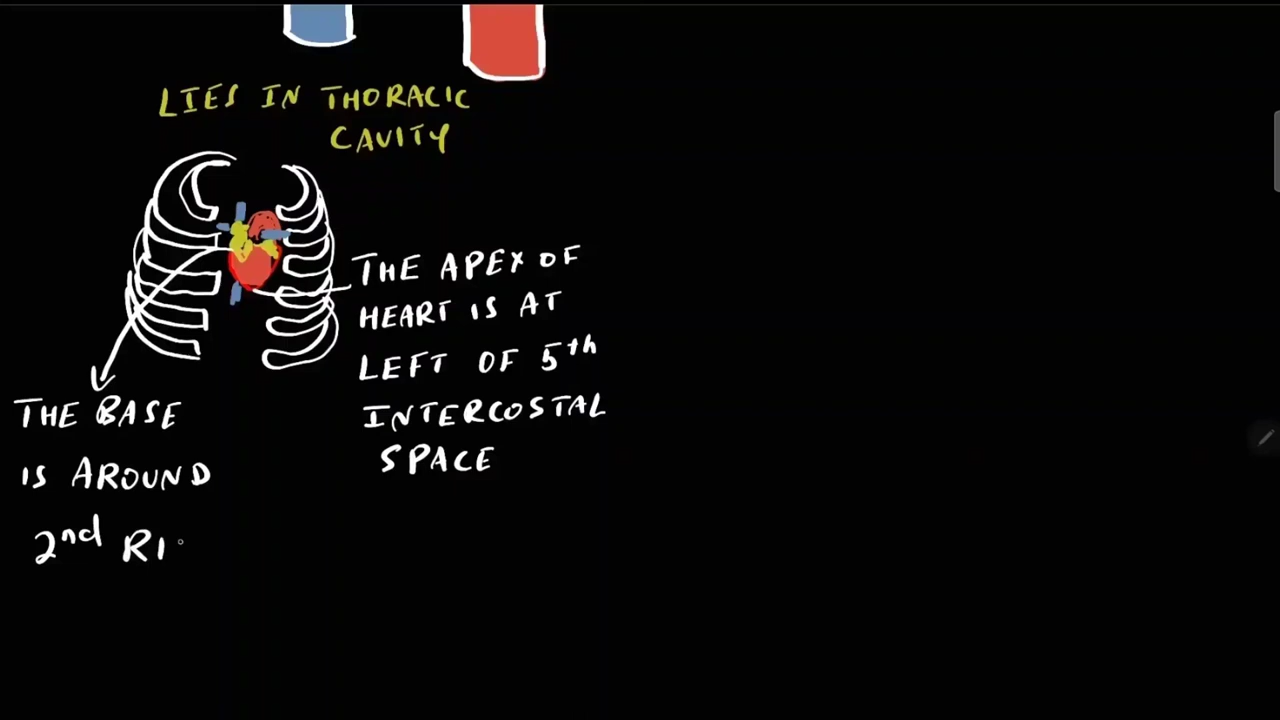 LIES IN THORACIC
CAVITY
THE APEX OF
HEART IS AT
LEFT OF 5th
INTERCOSTAL
SPACE
THE BASE
IS AROUND
2nd RI